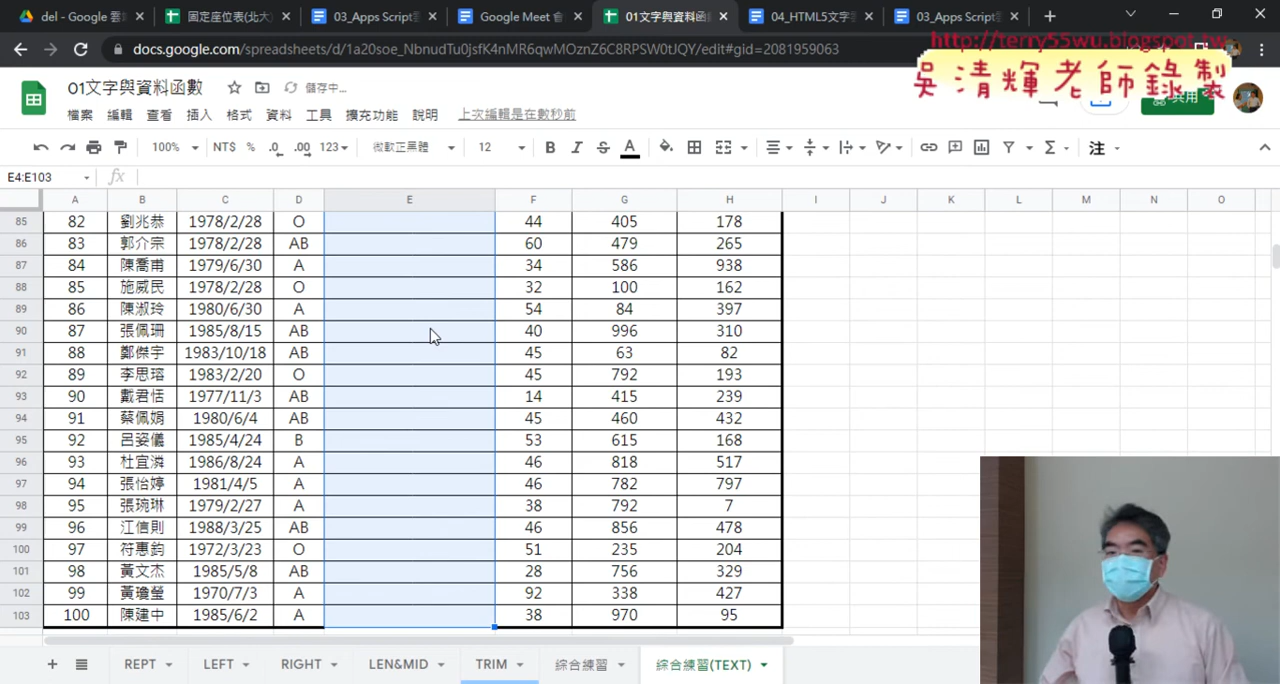 del - Google 雲
固定座位表(北大
03_Apps Script雲
Google Meet 會
01文字與資料函
04_HTML5文字
03_Apps Script雲
docs.google.com/spreadsheets/d/1a20soe_NbnudTu0jsfK4nMR6qwMOznZ6C8RPSW0tJQY/edit#gid=2081959063
http://terry55wu.blogspot.tw
吳清輝老師錄製
01文字與資料函數
儲存中...
檔案 編輯 查看 插入 格式 資料 工具 擴充功能 說明 上次編輯是在數秒前
共用
100% NT$ % .0 .00 123 微軟正黑體 12 B I S A Σ 注
E4:E103 fx
A B C D E F G H I J K L M N O
85 82 劉兆恭 1978/2/28 O 44 405 178
86 83 郭介宗 1978/2/28 AB 60 479 265
87 84 陳喬甫 1979/6/30 A 34 586 938
88 85 施威民 1978/2/28 O 32 100 162
89 86 陳淑玲 1980/6/30 A 54 84 397
90 87 張佩珊 1985/8/15 AB 40 996 310
91 88 鄭傑宇 1983/10/18 AB 45 63 82
92 89 李思瑢 1983/2/20 O 45 792 193
93 90 戴君恬 1977/11/3 AB 14 415 239
94 91 蔡佩娟 1980/6/4 AB 45 460 432
95 92 呂姿儀 1985/4/24 B 53 615 168
96 93 杜宜潾 1986/8/24 A 46 818 517
97 94 張怡婷 1981/4/5 A 46 782 797
98 95 張琬琳 1979/2/27 A 38 792 7
99 96 江信則 1988/3/25 AB 46 856 478
100 97 符惠鈞 1972/3/23 O 51 235 204
101 98 黃文杰 1985/5/8 AB 28 756 329
102 99 黃瓊瑩 1970/7/3 A 92 338 427
103 100 陳建中 1985/6/2 A 38 970 95
REPT LEFT RIGHT LEN&MID TRIM 綜合練習 綜合練習(TEXT)